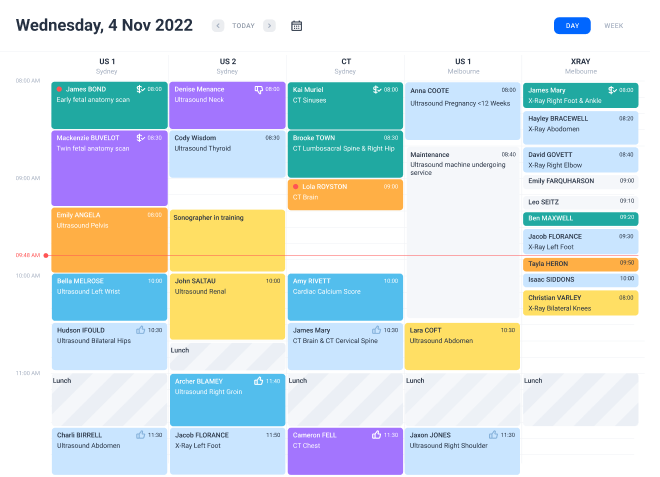 Wednesday, 4 Nov 2022
TODAY
DAY
WEEK
US 1
Sydney
US 2
Sydney
CT
Sydney
US 1
Melbourne
XRAY
Melbourne
08:00 AM
09:00 AM
09:48 AM
10:00 AM
11:00 AM
James BOND 08:00
Early fetal anatomy scan
Mackenzie BUVELOT 08:30
Twin fetal anatomy scan
Emily ANGELA 08:00
Ultrasound Pelvis
Bella MELROSE 10:00
Ultrasound Left Wrist
Hudson IFOULD 10:30
Ultrasound Bilateral Hips
Lunch
Charli BIRRELL 11:30
Ultrasound Abdomen
Denise Menance 08:00
Ultrasound Neck
Cody Wisdom 08:30
Ultrasound Thyroid
Sonographer in training
John SALTAU 10:00
Ultrasound Renal
Lunch
Archer BLAMEY 11:40
Ultrasound Right Groin
Jacob FLORANCE 11:50
X-Ray Left Foot
Kai Muriel 08:00
CT Sinuses
Brooke TOWN 08:30
CT Lumbosacral Spine & Right Hip
Lola ROYSTON 09:00
CT Brain
Amy RIVETT 10:00
Cardiac Calcium Score
James Mary 10:30
CT Brain & CT Cervical Spine
Lunch
Cameron FELL 11:30
CT Chest
Anna COOTE 08:00
Ultrasound Pregnancy <12 Weeks
Maintenance 08:40
Ultrasound machine undergoing
service
Lara COFT 10:30
Ultrasound Abdomen
Lunch
Jaxon JONES 11:30
Ultrasound Right Shoulder
James Mary 08:00
X-Ray Right Foot & Ankle
Hayley BRACEWELL 08:20
X-Ray Abodomen
David GOVETT 08:40
X-Ray Right Elbow
Emily FARQUHARSON 09:00
Leo SEITZ 09:10
Ben MAXWELL 09:20
Jacob FLORANCE 09:30
X-Ray Left Foot
Tayla HERON 09:50
Isaac SIDDONS 10:00
Christian VARLEY 08:00
X-Ray Bilateral Knees
Lunch